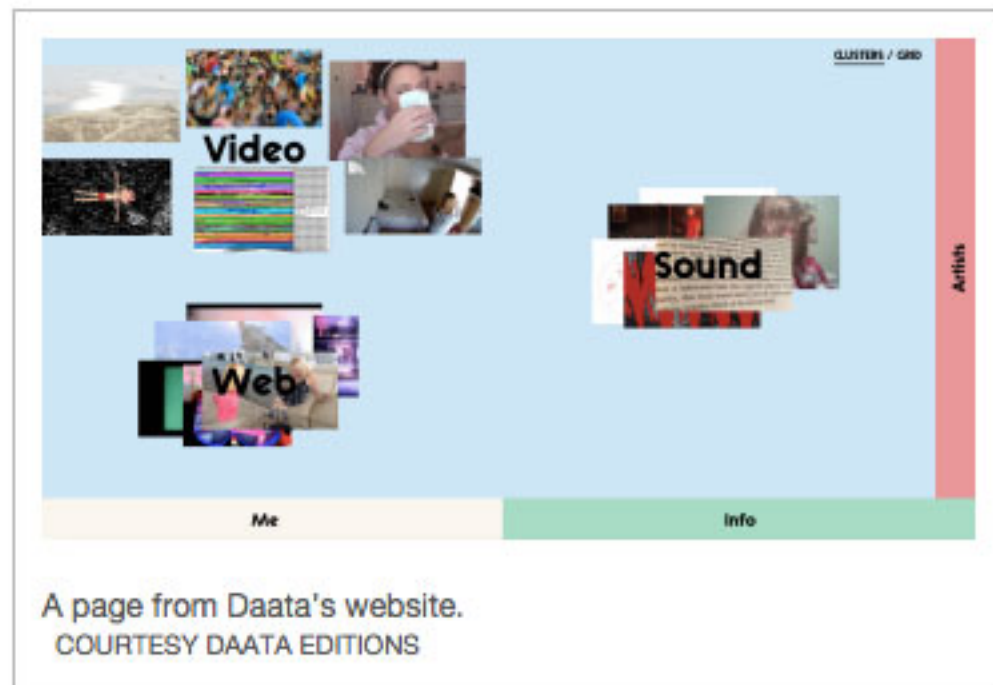 CLUSTERS / GRID
Video
Sound
Artists
Web
Me
Info
A page from Daata's website.
COURTESY DAATA EDITIONS